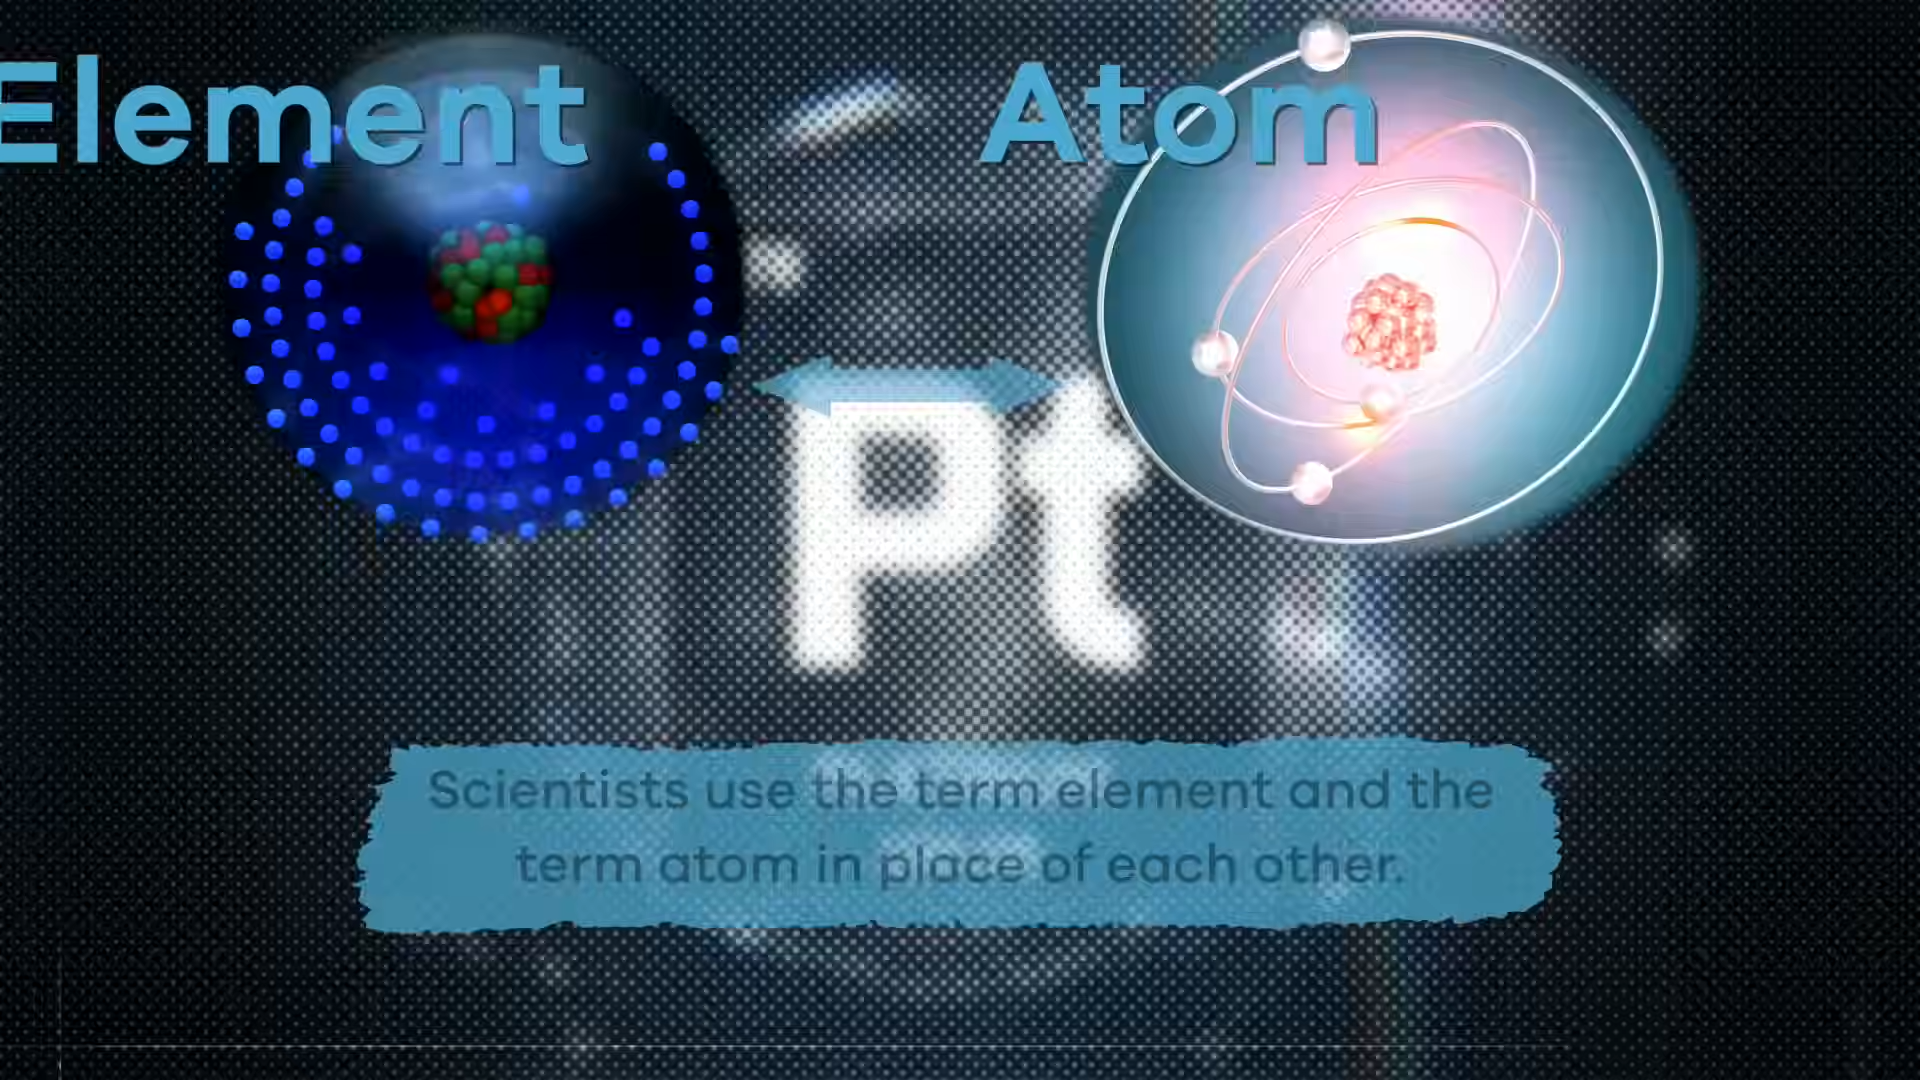 Element
Atom
Pt
Scientists use the term element and the
term atom in place of each other.